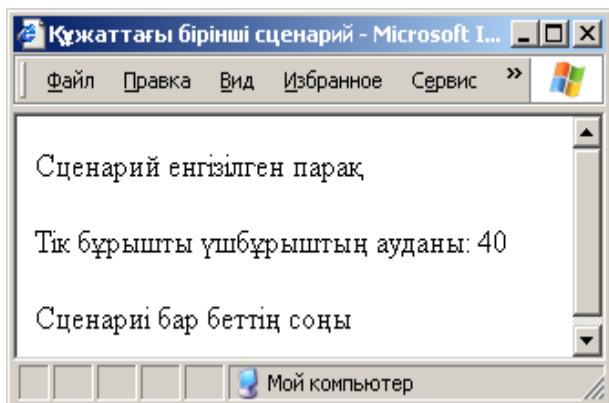 Құжаттағы бірінші сценарий - Microsoft I...
Файл Правка Вид Избранное Сервис »
Сценарий енгізілген парақ
Тік бұрышты үшбұрыштың ауданы: 40
Сценариі бар беттің соңы
Мой компьютер